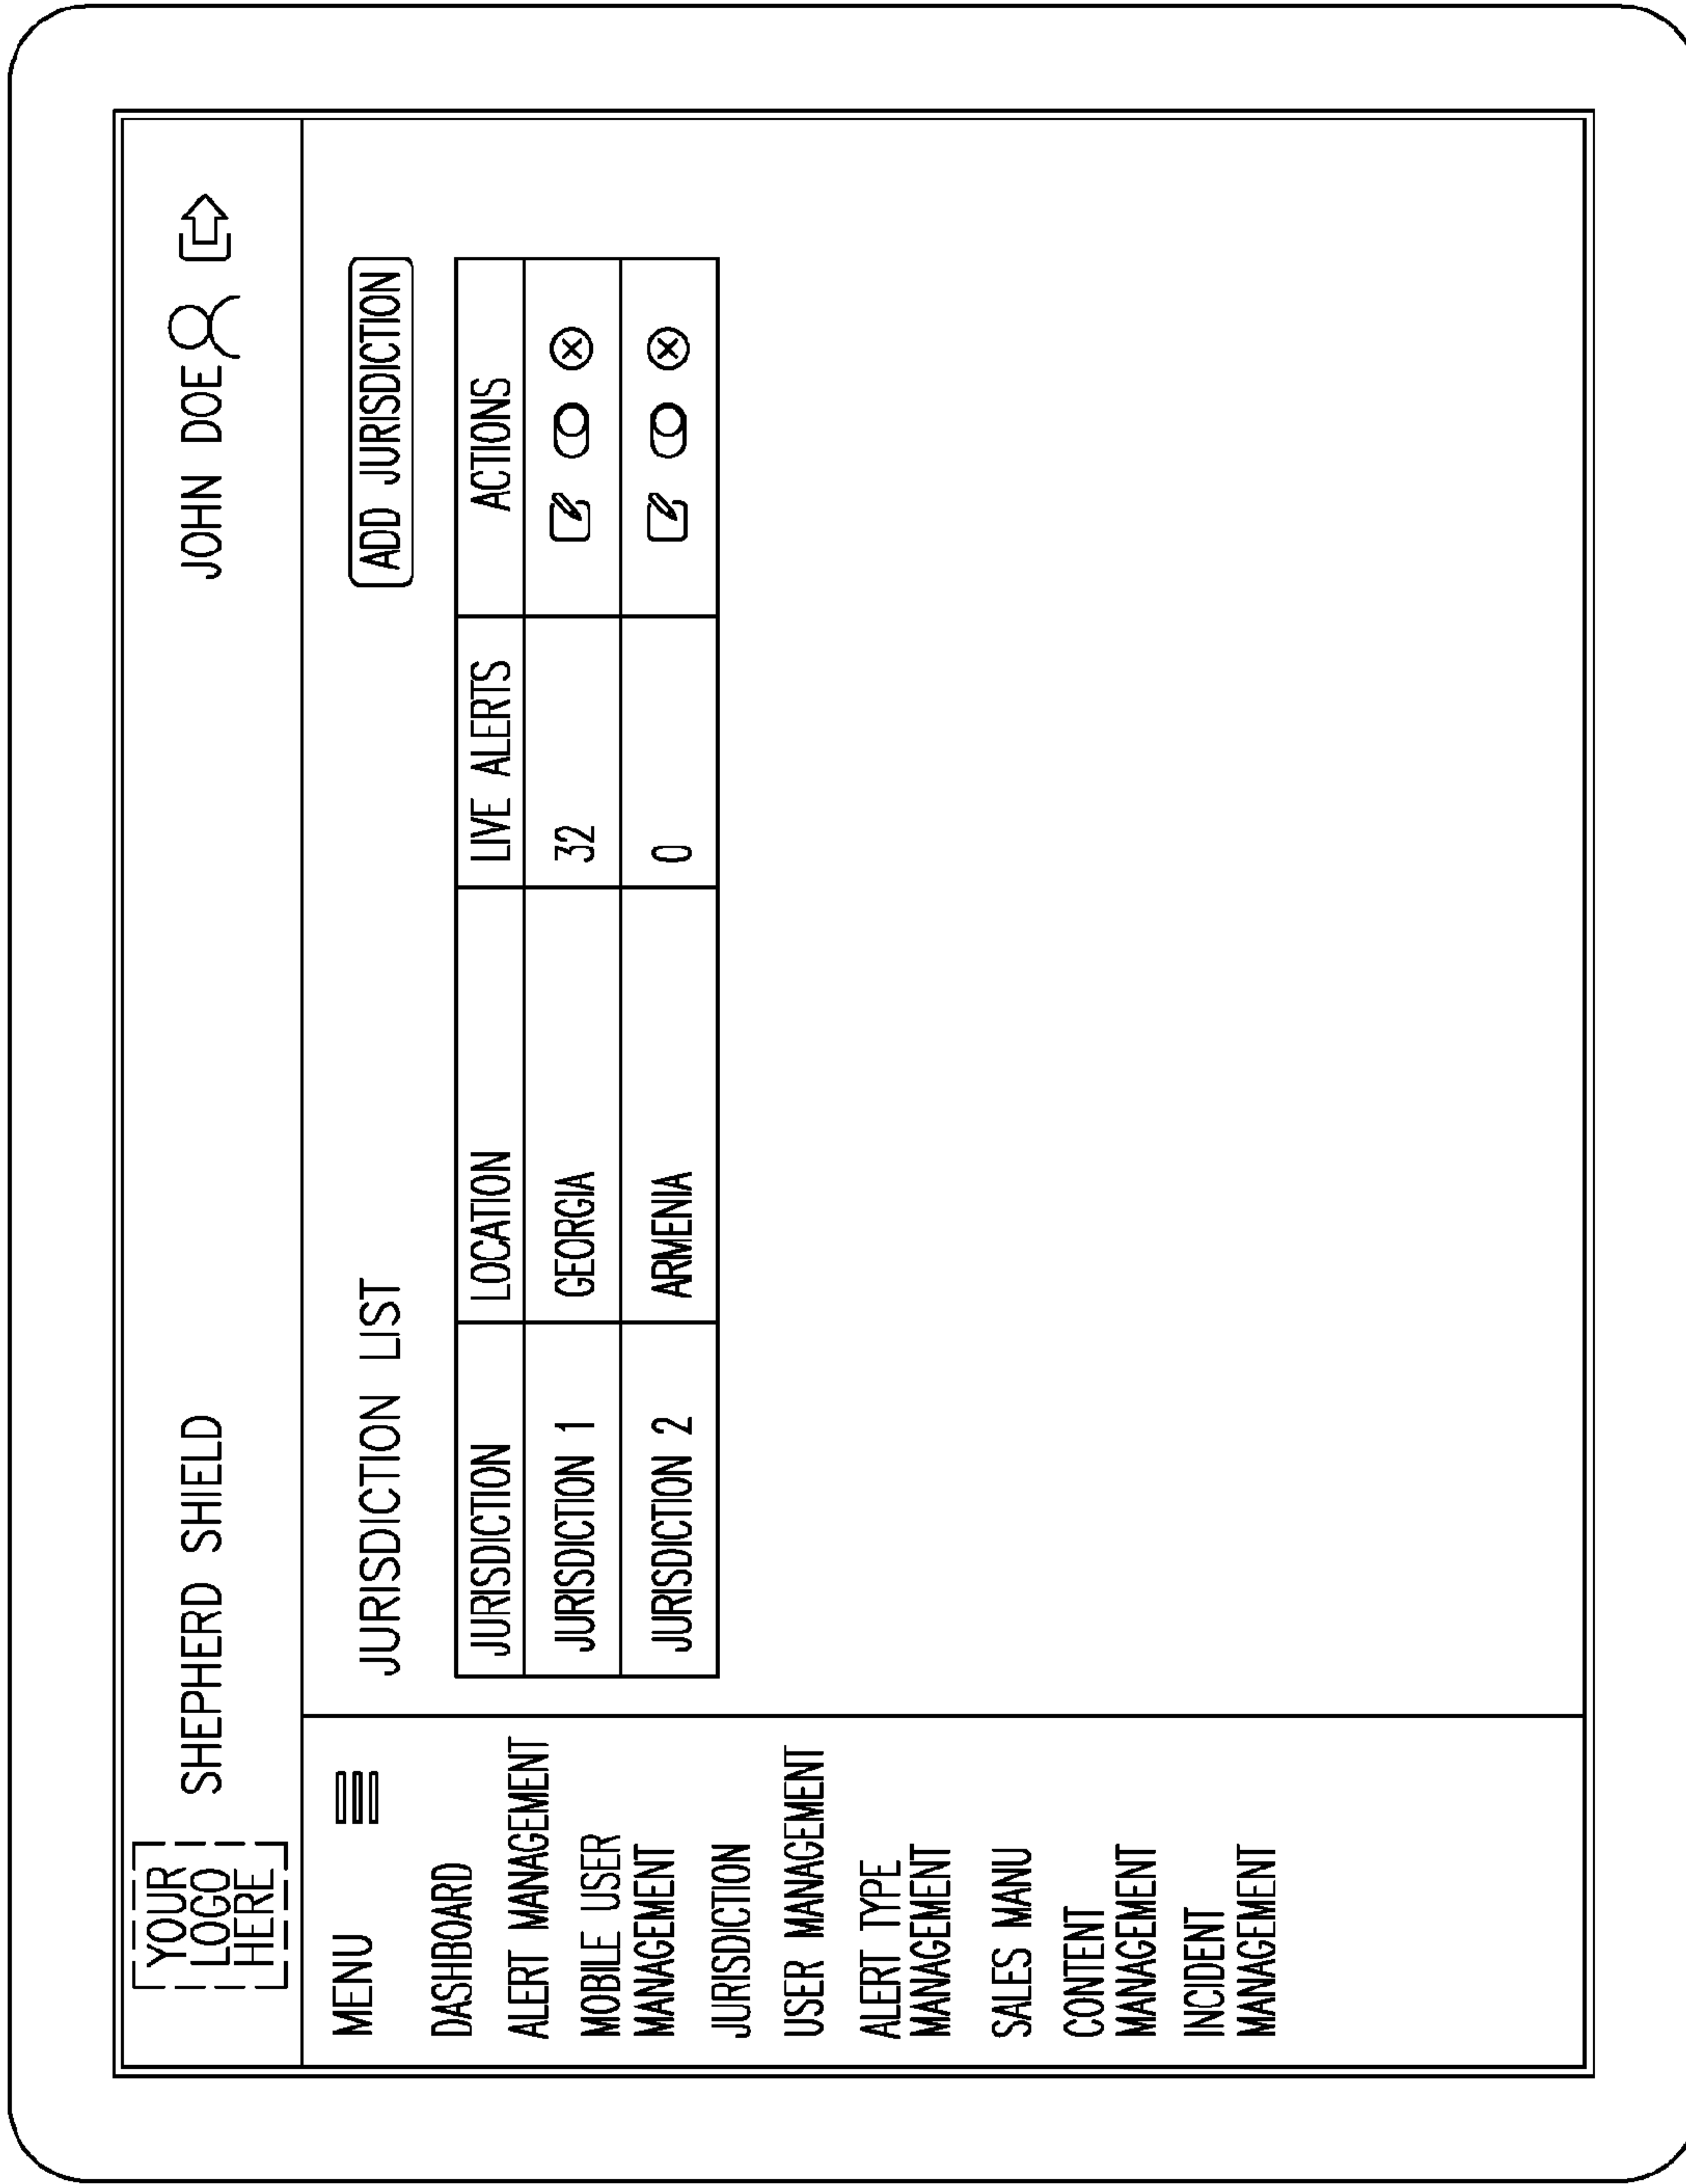 YOUR
LOGO
HERE
SHEPHERD SHIELD
JOHN DOE
MENU
DASHBOARD
ALERT MANAGEMENT
MOBILE USER
MANAGEMENT
JURISDICTION
USER MANAGEMENT
ALERT TYPE
MANAGEMENT
SALES MANU
CONTENT
MANAGEMENT
INCIDENT
MANAGEMENT
JURISDICTION LIST
ADD JURISDICTION
JURISDICTION LOCATION LIVE ALERTS ACTIONS
JURISDICTION 1 GEORGIA 32
JURISDICTION 2 ARMENIA 0